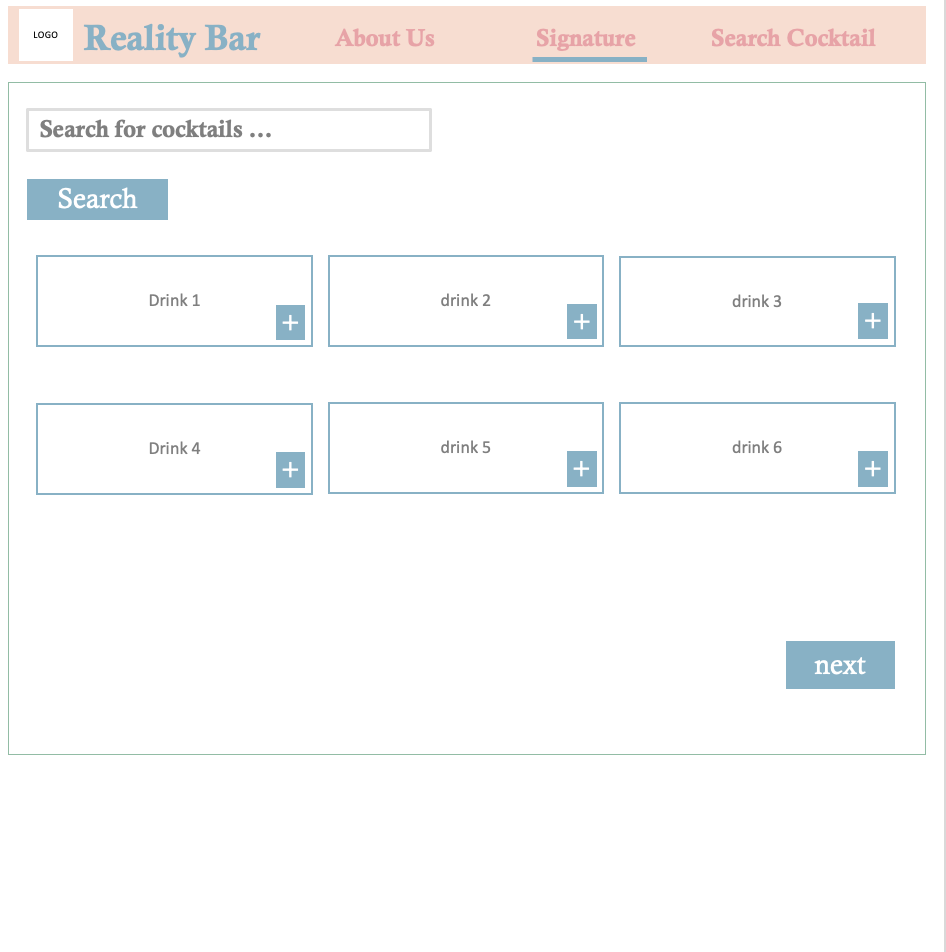 LOGO Reality Bar About Us Signature Search Cocktail
Search for cocktails ...
Search
Drink 1 drink 2 drink 3
+ + +
Drink 4 drink 5 drink 6
+ + +
next